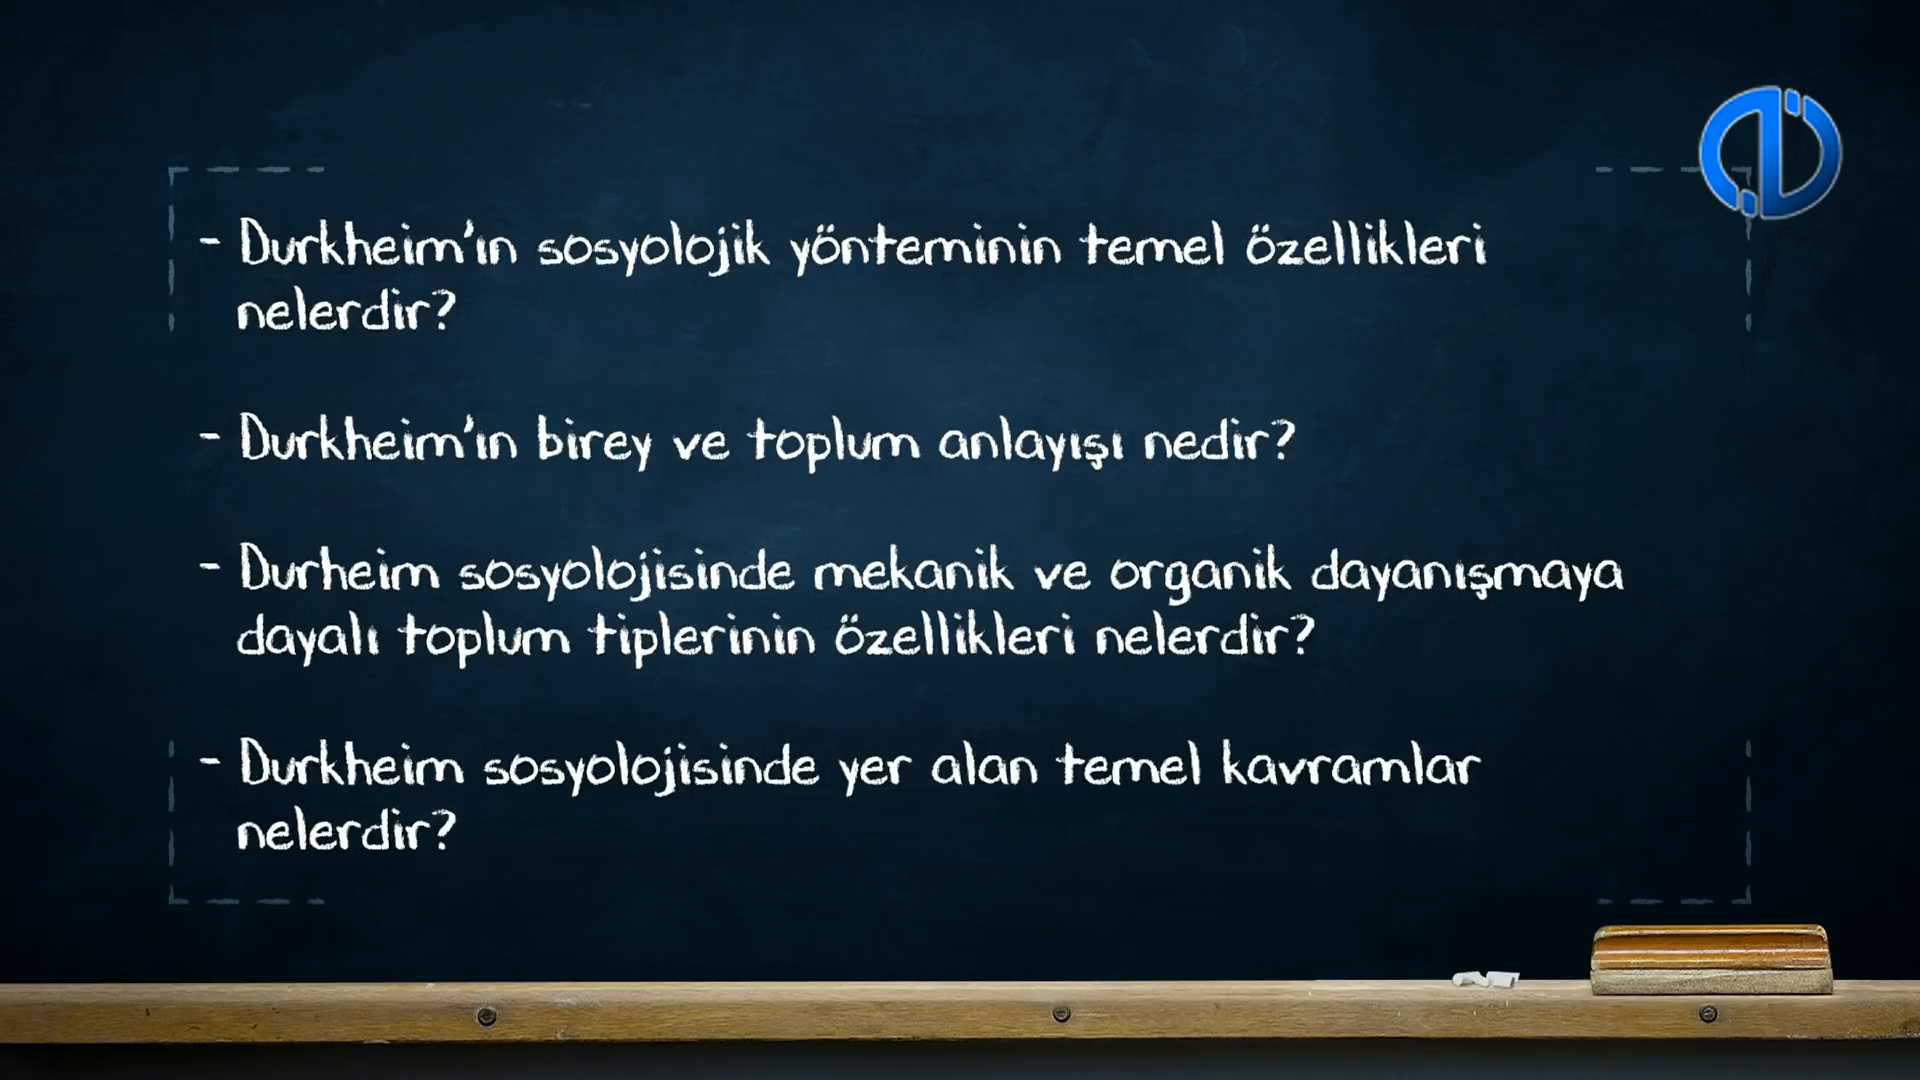 - Durkheim'ın sosyolojik yönteminin temel özellikleri
nelerdir?
- Durkheim'ın birey ve toplum anlayışı nedir?
- Durheim sosyolojisinde mekanik ve organik dayanışmaya
dayalı toplum tiplerinin özellikleri nelerdir?
- Durkheim sosyolojisinde yer alan temel kavramlar
nelerdir?